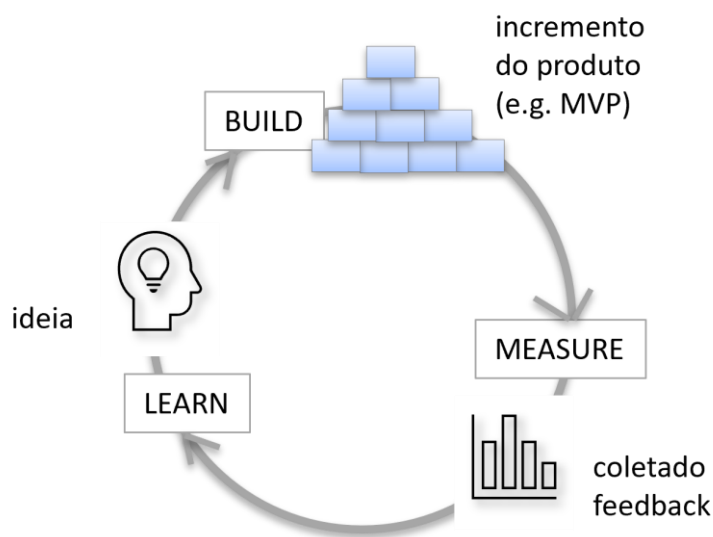 incremento
do produto
(e.g. MVP)
BUILD
ideia
MEASURE
LEARN
coletado
feedback